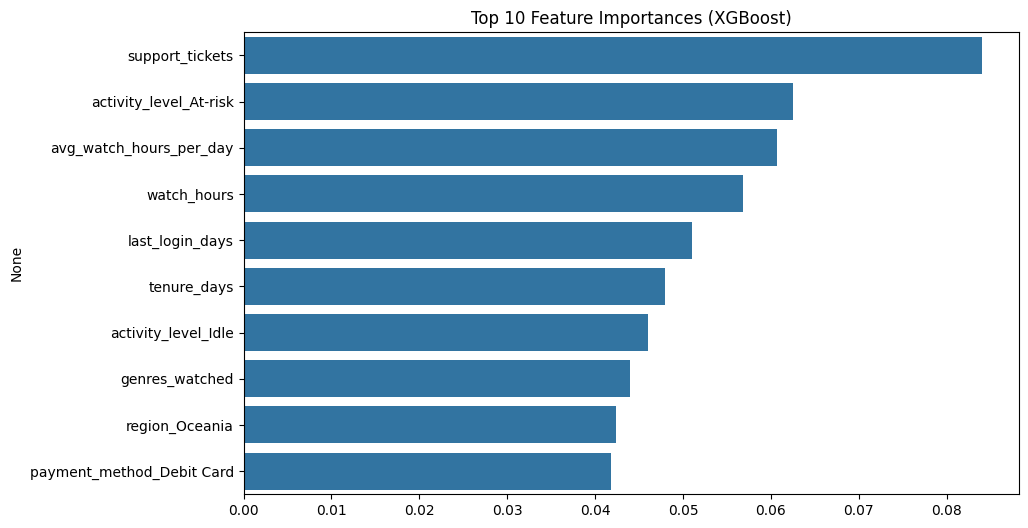 Top 10 Feature Importances (XGBoost)
support_tickets
activity_level_At-risk
avg_watch_hours_per_day
watch_hours
last_login_days
tenure_days
activity_level_Idle
genres_watched
region_Oceania
payment_method_Debit Card
None
0.00 0.01 0.02 0.03 0.04 0.05 0.06 0.07 0.08